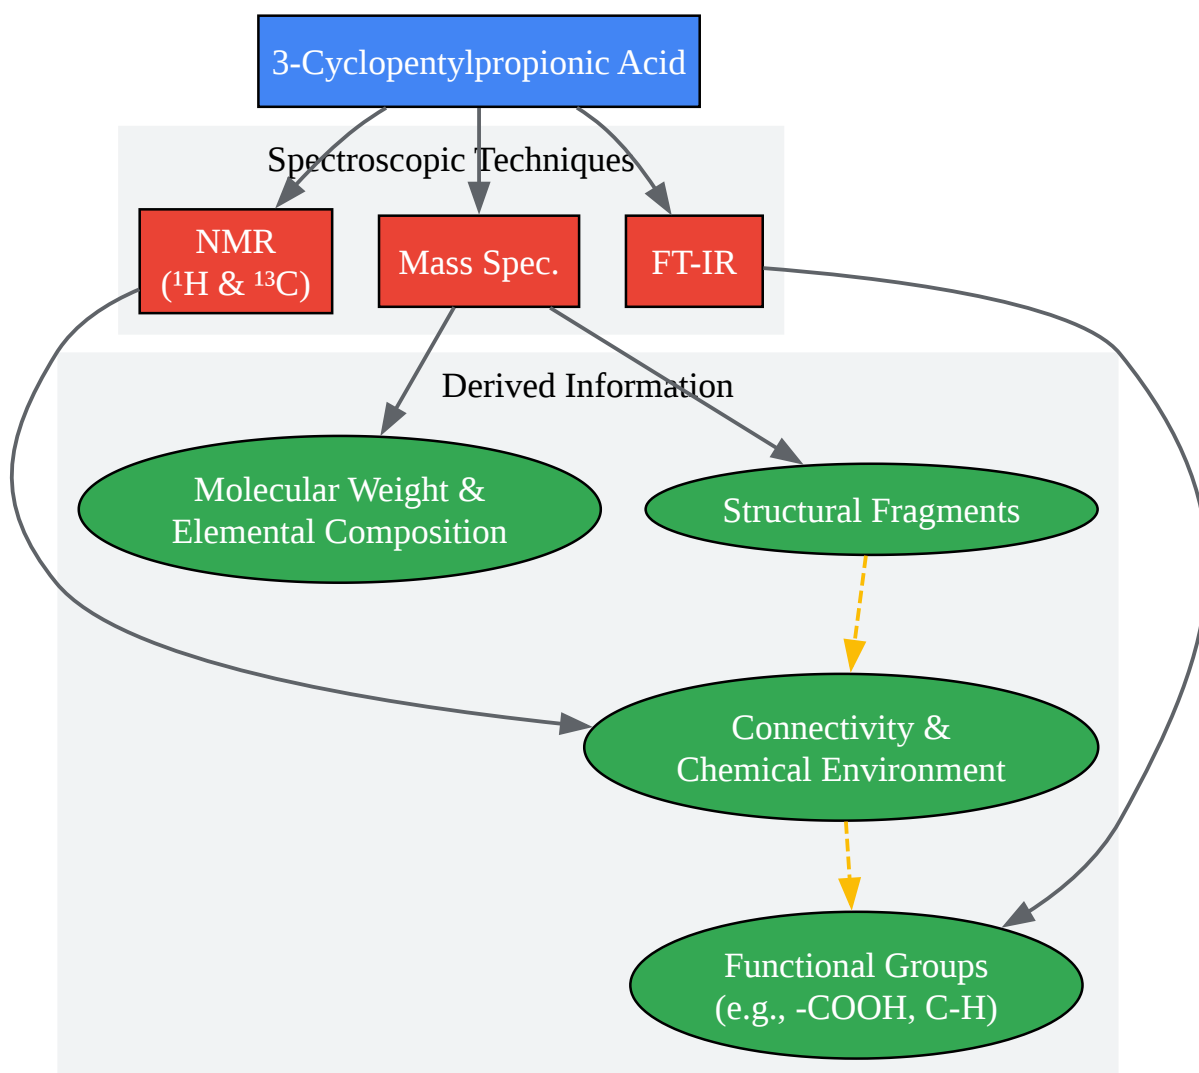 3-Cyclopentylpropionic Acid
Spectroscopic Techniques
NMR
(¹H & ¹³C)
Mass Spec.
FT-IR
Derived Information
Molecular Weight &
Elemental Composition
Structural Fragments
Connectivity &
Chemical Environment
Functional Groups
(e.g., -COOH, C-H)